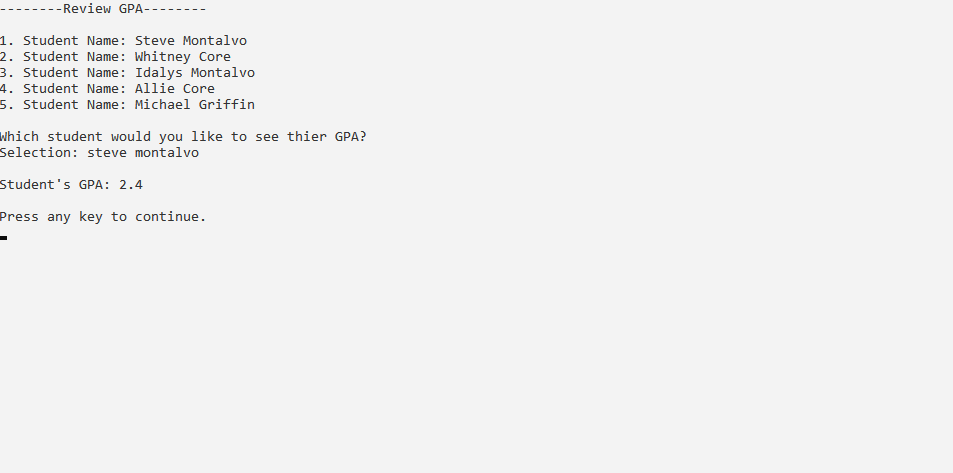 --------Review GPA--------
1. Student Name: Steve Montalvo
2. Student Name: Whitney Core
3. Student Name: Idalys Montalvo
4. Student Name: Allie Core
5. Student Name: Michael Griffin
Which student would you like to see thier GPA?
Selection: steve montalvo
Student's GPA: 2.4
Press any key to continue.